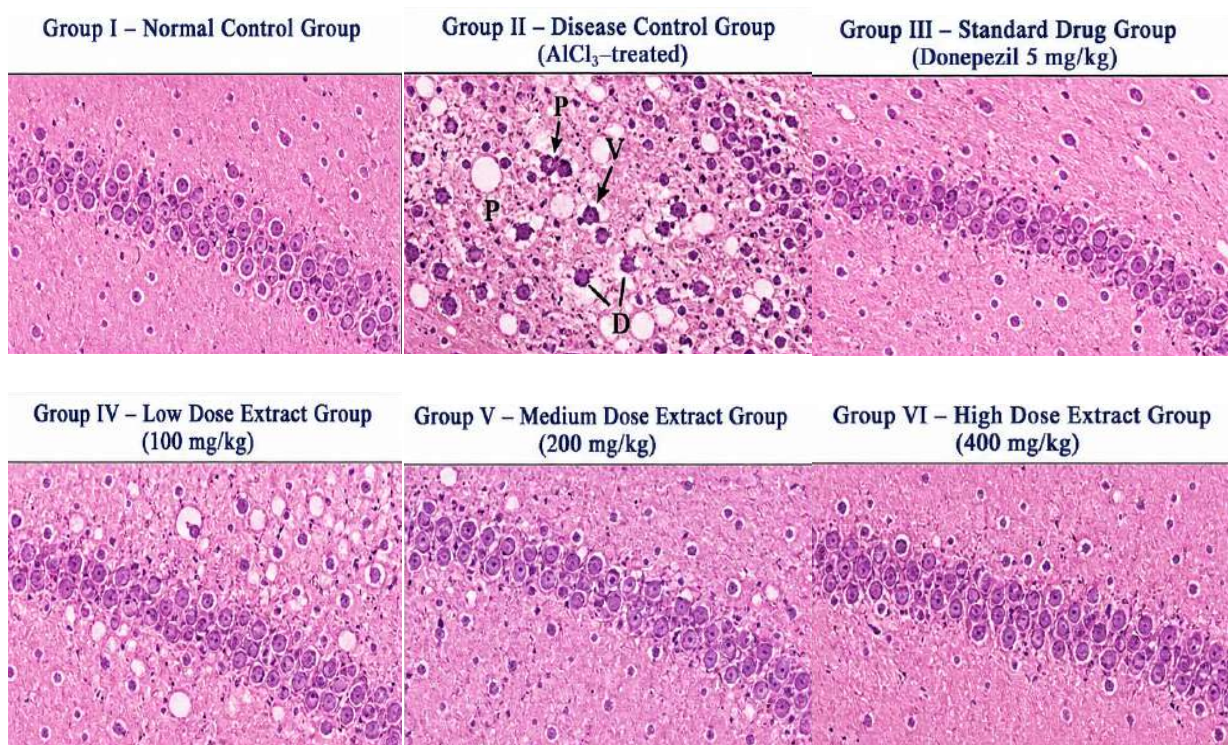 Group I – Normal Control Group
Group II – Disease Control Group
(AlCl₃–treated)
Group III – Standard Drug Group
(Donepezil 5 mg/kg)
P
V
P
D
Group IV – Low Dose Extract Group
(100 mg/kg)
Group V – Medium Dose Extract Group
(200 mg/kg)
Group VI – High Dose Extract Group
(400 mg/kg)